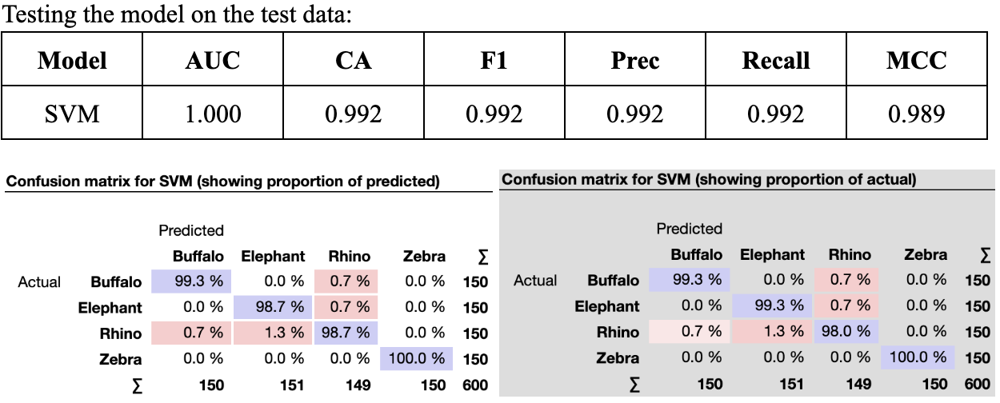 Testing the model on the test data:
Model AUC CA F1 Prec Recall MCC
SVM 1.000 0.992 0.992 0.992 0.992 0.989
Confusion matrix for SVM (showing proportion of predicted)
Predicted
Buffalo Elephant Rhino Zebra Σ
Actual Buffalo 99.3 % 0.0 % 0.7 % 0.0 % 150
Elephant 0.0 % 98.7 % 0.7 % 0.0 % 150
Rhino 0.7 % 1.3 % 98.7 % 0.0 % 150
Zebra 0.0 % 0.0 % 0.0 % 100.0 % 150
Σ 150 151 149 150 600
Confusion matrix for SVM (showing proportion of actual)
Predicted
Buffalo Elephant Rhino Zebra Σ
Actual Buffalo 99.3 % 0.0 % 0.7 % 0.0 % 150
Elephant 0.0 % 99.3 % 0.7 % 0.0 % 150
Rhino 0.7 % 1.3 % 98.0 % 0.0 % 150
Zebra 0.0 % 0.0 % 0.0 % 100.0 % 150
Σ 150 151 149 150 600